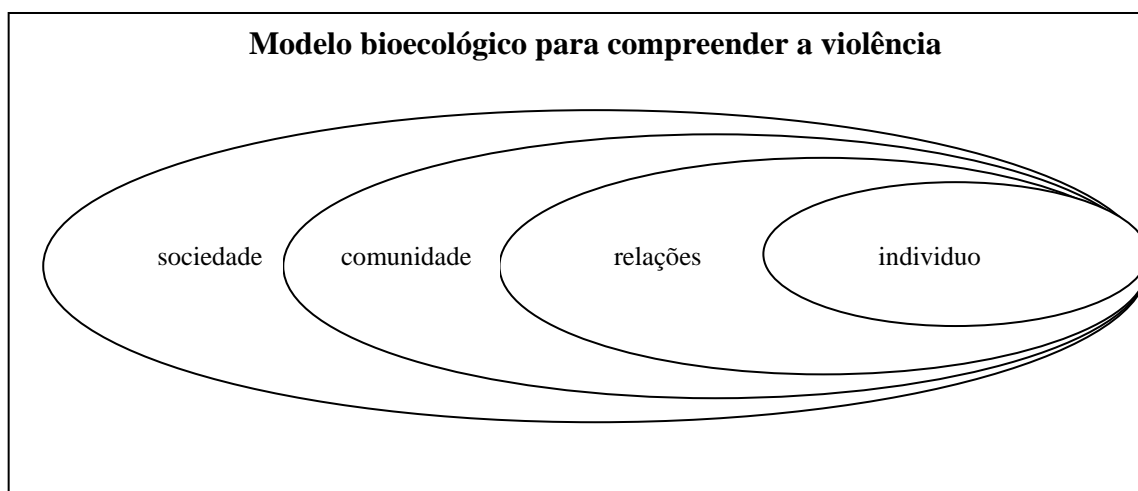 Modelo bioecológico para compreender a violência
sociedade comunidade relações individuo